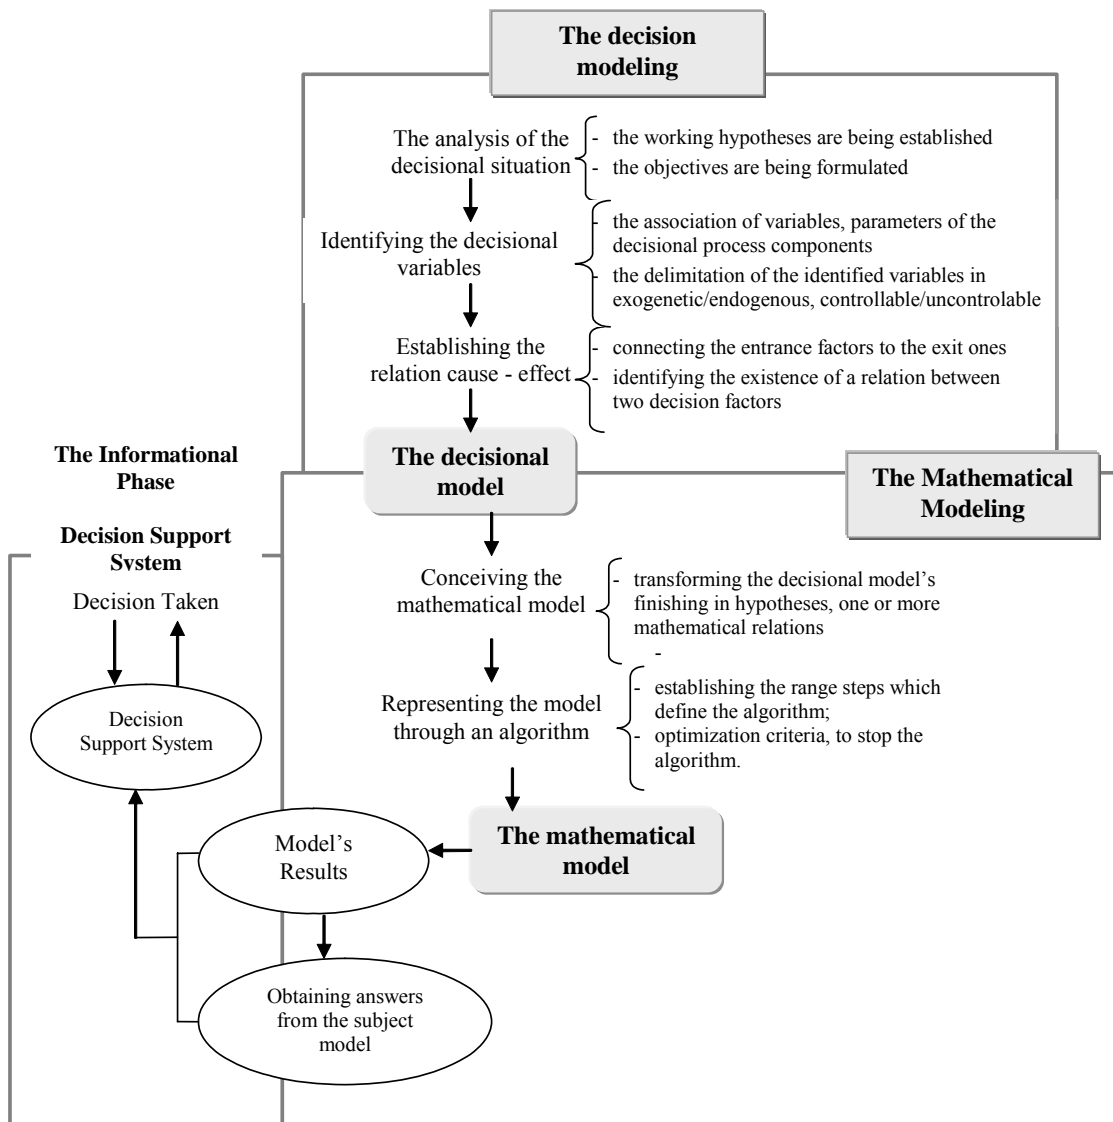 The decision
modeling
The analysis of the
decisional situation
- the working hypotheses are being established
- the objectives are being formulated
Identifying the decisional
variables
- the association of variables, parameters of the
decisional process components
- the delimitation of the identified variables in
exogenetic/endogenous, controllable/uncontrolable
Establishing the
relation cause - effect
- connecting the entrance factors to the exit ones
- identifying the existence of a relation between
two decision factors
The decisional
model
The Mathematical
Modeling
The Informational
Phase
Decision Support
System
Decision Taken
Decision
Support System
Conceiving the
mathematical model
- transforming the decisional model’s
finishing in hypotheses, one or more
mathematical relations
-
Representing the model
through an algorithm
- establishing the range steps which
define the algorithm;
- optimization criteria, to stop the
algorithm.
The mathematical
model
Model’s
Results
Obtaining answers
from the subject
model